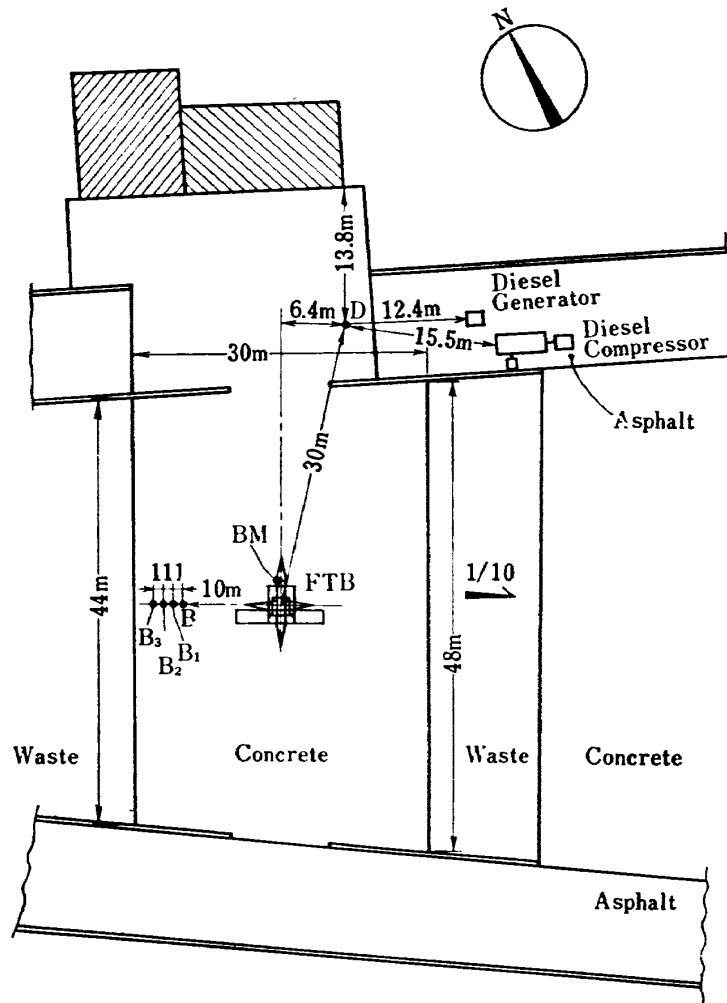 N
13.8m
6.4m
D
12.4m
Diesel
Generator
15.5m
Diesel
Compressor
30m
Asphalt
30m
BM
111
10m
FTB
1/10
44m
B
B3
B1
B2
48m
Waste
Concrete
Waste
Concrete
Asphalt